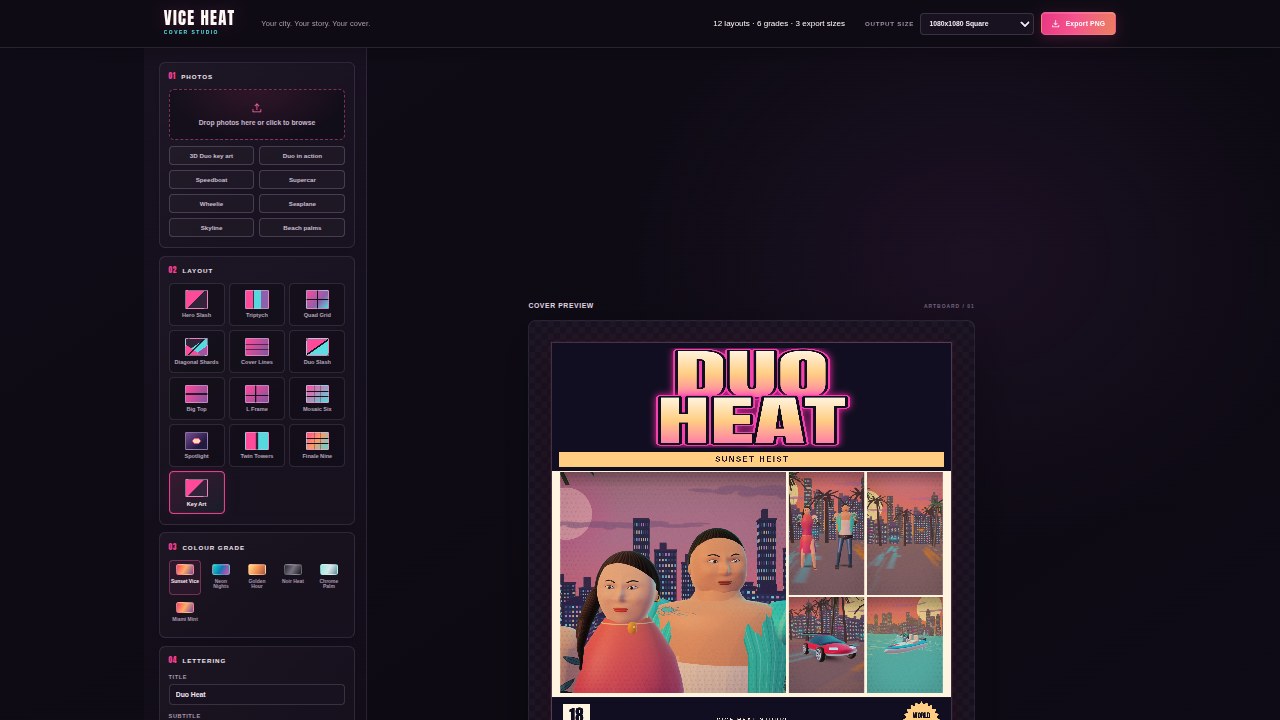 VICE HEAT
COVER STUDIO
Your city. Your story. Your cover.
12 layouts · 6 grades · 3 export sizes
OUTPUT SIZE
1080x1080 Square
Export PNG
01 PHOTOS
Drop photos here or click to browse
3D Duo key art
Duo in action
Speedboat
Supercar
Wheelie
Seaplane
Skyline
Beach palms
02 LAYOUT
Hero Slash
Triptych
Quad Grid
Diagonal Shards
Cover Lines
Duo Slash
Big Top
L Frame
Mosaic Six
Spotlight
Twin Towers
Finale Nine
Key Art
03 COLOUR GRADE
Sunset Vice
Neon
Nights
Golden
Hour
Noir Heat
Chrome
Palm
Miami Mint
04 LETTERING
TITLE
Duo Heat
SUBTITLE
COVER PREVIEW
ARTBOARD / 01
DUO
HEAT
SUNSET HEIST
18
WORLD